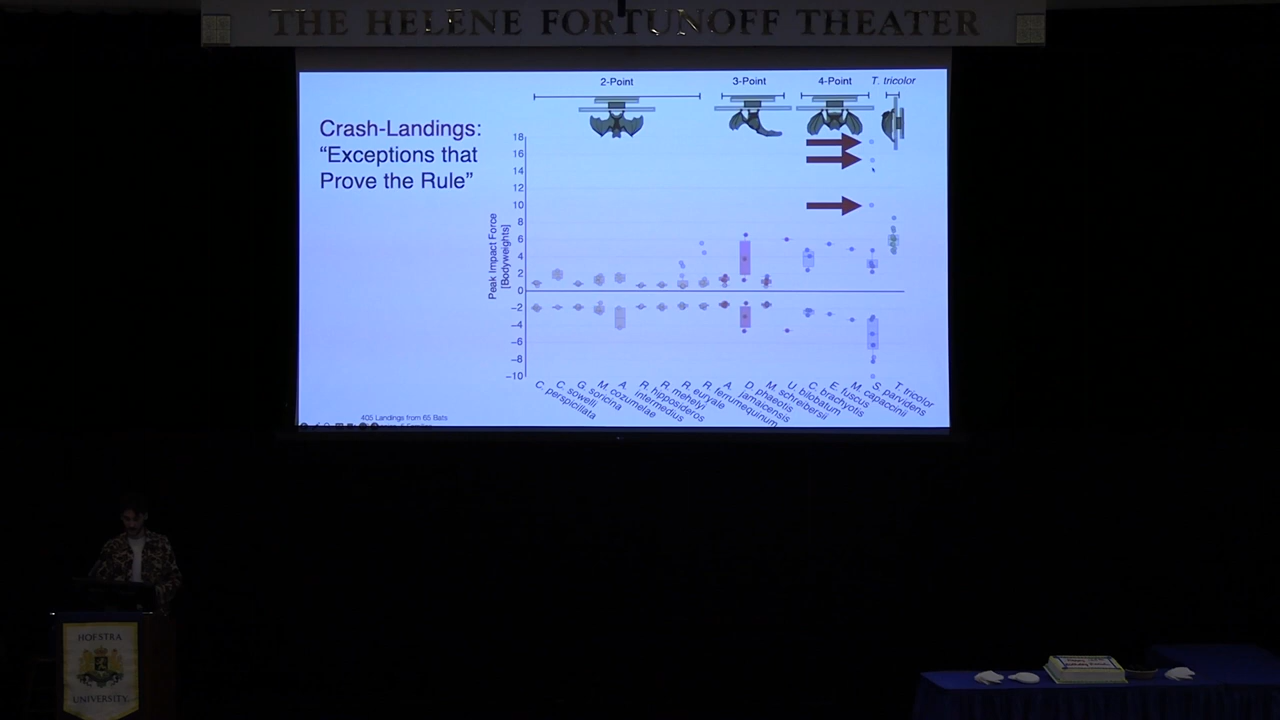 THE HELENE FORTUNOFF THEATER
Crash-Landings:
“Exceptions that
Prove the Rule”
2-Point
3-Point
4-Point
T. tricolor
Peak Impact Force
[Bodyweights]
18
16
14
12
10
8
6
4
2
0
−2
−4
−6
−8
−10
C. perspicillata
C. sowelli
G. soricina
M. cozumelae
A. intermedius
R. hipposideros
R. mehelyi
R. euryale
R. ferrumequinum
A. jamaicensis
D. phaeotis
M. schreibersii
U. bilobatum
C. brachyotis
E. fuscus
M. capaccinii
S. parvidens
T. tricolor
405 Landings from 65 Bats
HOFSTRA
UNIVERSITY